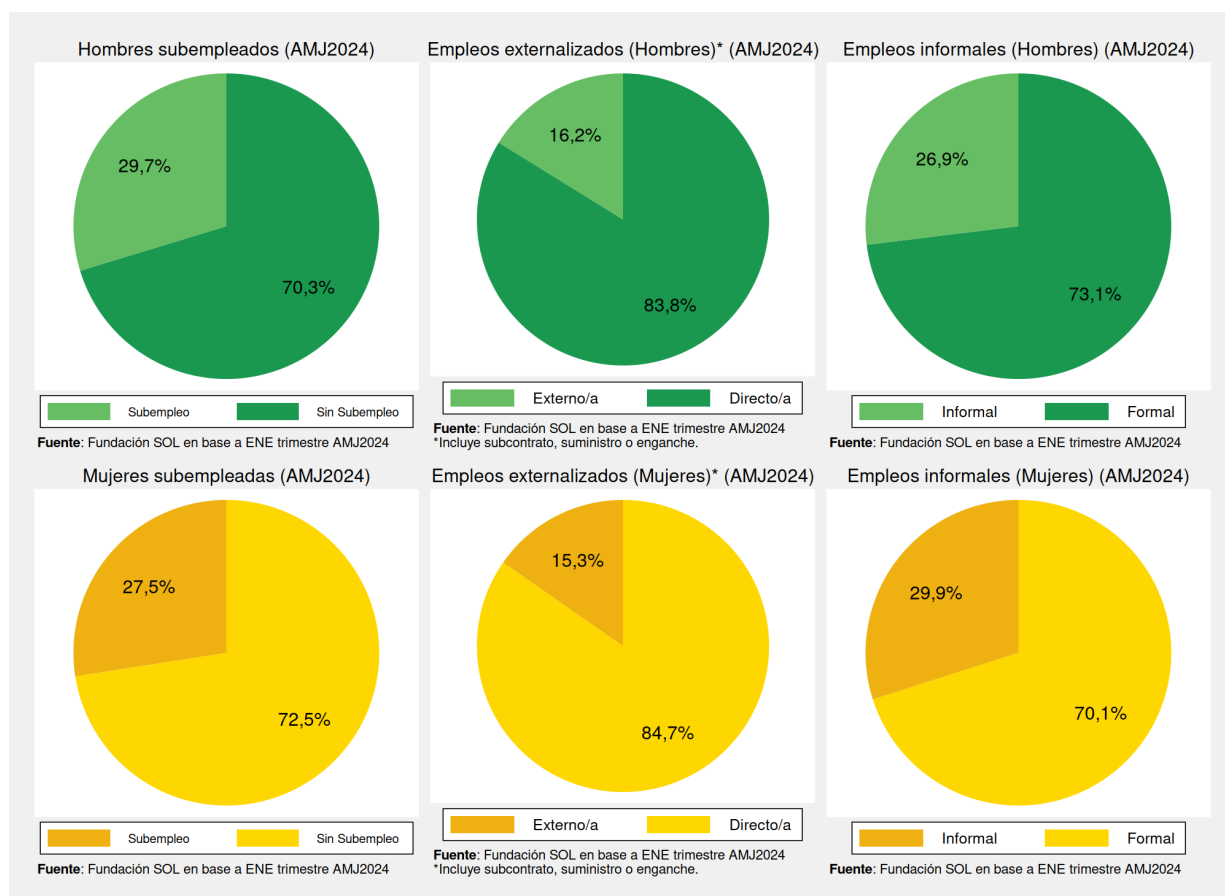 Hombres subempleados (AMJ2024)
29,7%
70,3%
Subempleo Sin Subempleo
Fuente: Fundación SOL en base a ENE trimestre AMJ2024
Empleos externalizados (Hombres)* (AMJ2024)
16,2%
83,8%
Externo/a Directo/a
Fuente: Fundación SOL en base a ENE trimestre AMJ2024
*Incluye subcontrato, suministro o enganche.
Empleos informales (Hombres) (AMJ2024)
26,9%
73,1%
Informal Formal
Fuente: Fundación SOL en base a ENE trimestre AMJ2024
Mujeres subempleadas (AMJ2024)
27,5%
72,5%
Subempleo Sin Subempleo
Fuente: Fundación SOL en base a ENE trimestre AMJ2024
Empleos externalizados (Mujeres)* (AMJ2024)
15,3%
84,7%
Externo/a Directo/a
Fuente: Fundación SOL en base a ENE trimestre AMJ2024
*Incluye subcontrato, suministro o enganche.
Empleos informales (Mujeres) (AMJ2024)
29,9%
70,1%
Informal Formal
Fuente: Fundación SOL en base a ENE trimestre AMJ2024